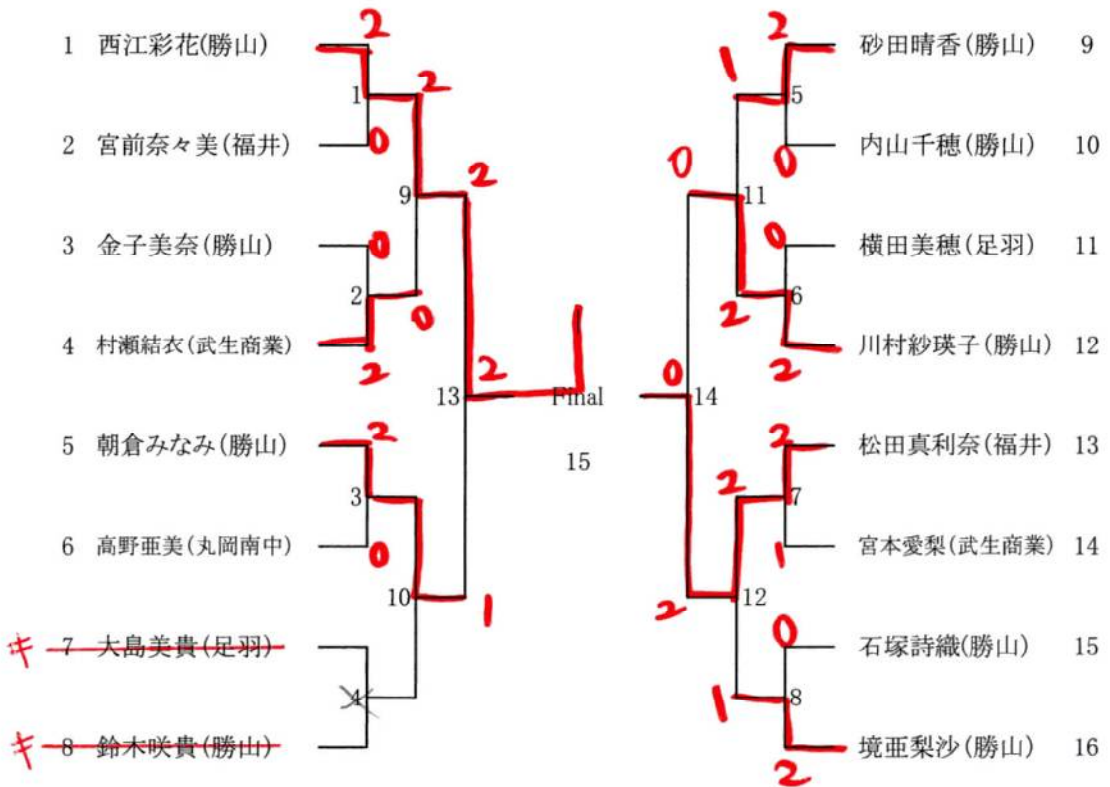 1 西江彩花(勝山)
2 宮前奈々美(福井)
3 金子美奈(勝山)
4 村瀬結衣(武生商業)
5 朝倉みなみ(勝山)
6 高野亜美(丸岡南中)
キ 7 大島美貴(足羽)
キ 8 鈴木咲貴(勝山)
2
1
0
2
9
0
2
0
2
2
13
2
2
3
0
10
1
4
Final
15
砂田晴香(勝山) 9
内山千穂(勝山) 10
横田美穂(足羽) 11
川村紗瑛子(勝山) 12
松田真利奈(福井) 13
宮本愛梨(武生商業) 14
石塚詩織(勝山) 15
境亜梨沙(勝山) 16
2
1
5
0
0
11
0
2
6
2
0
14
2
2
7
1
2
12
0
1
8
2